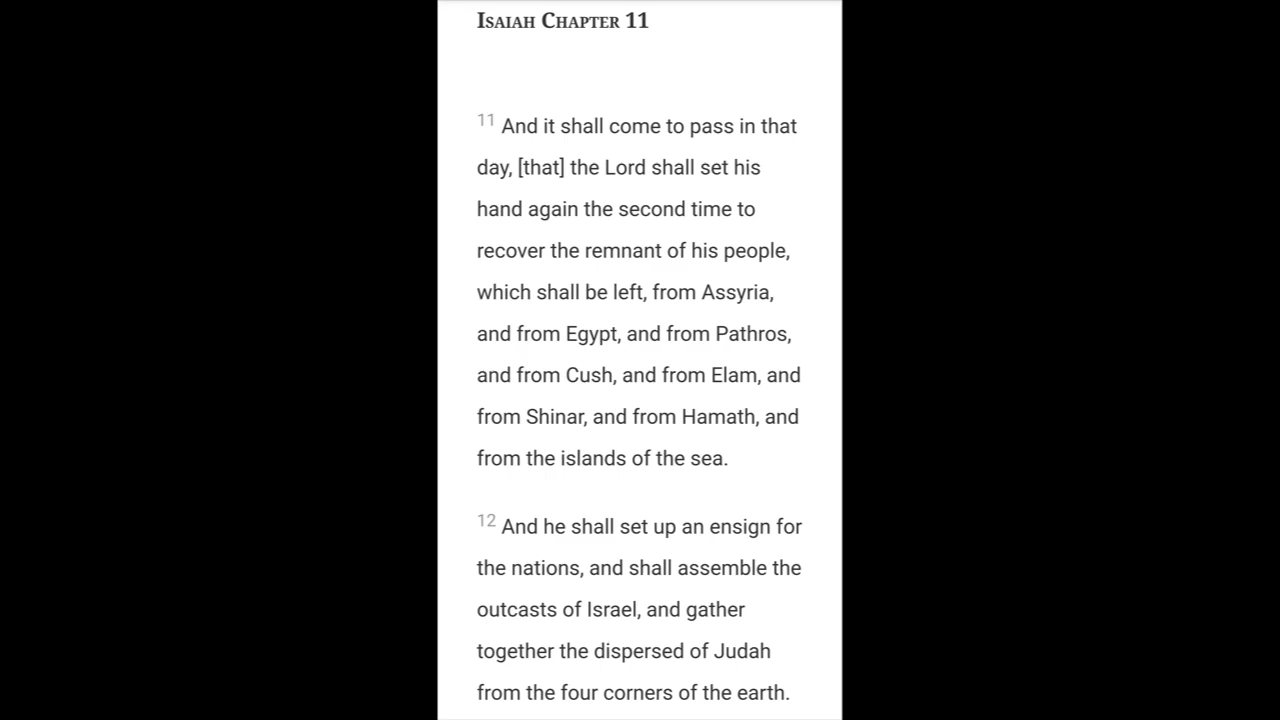 Isaiah Chapter 11
11 And it shall come to pass in that
day, [that] the Lord shall set his
hand again the second time to
recover the remnant of his people,
which shall be left, from Assyria,
and from Egypt, and from Pathros,
and from Cush, and from Elam, and
from Shinar, and from Hamath, and
from the islands of the sea.
12 And he shall set up an ensign for
the nations, and shall assemble the
outcasts of Israel, and gather
together the dispersed of Judah
from the four corners of the earth.